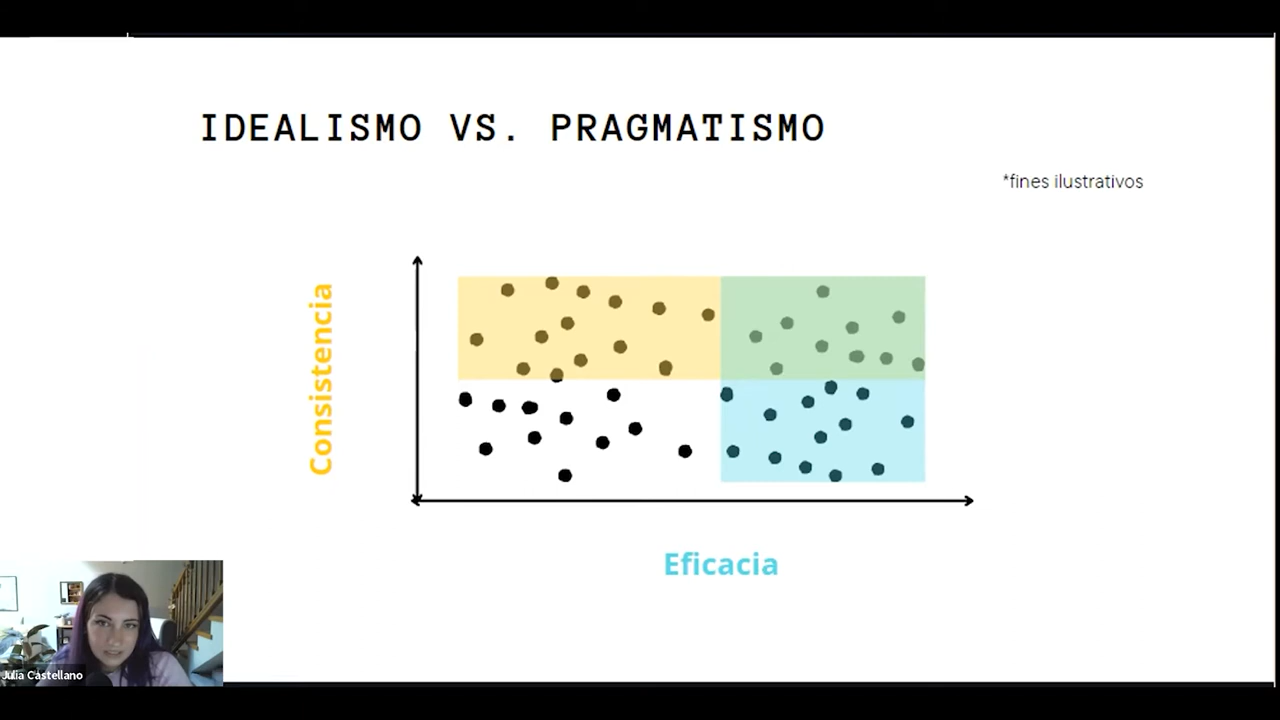 IDEALISMO VS. PRAGMATISMO
*fines ilustrativos
Consistencia
Eficacia
Julia Castellano